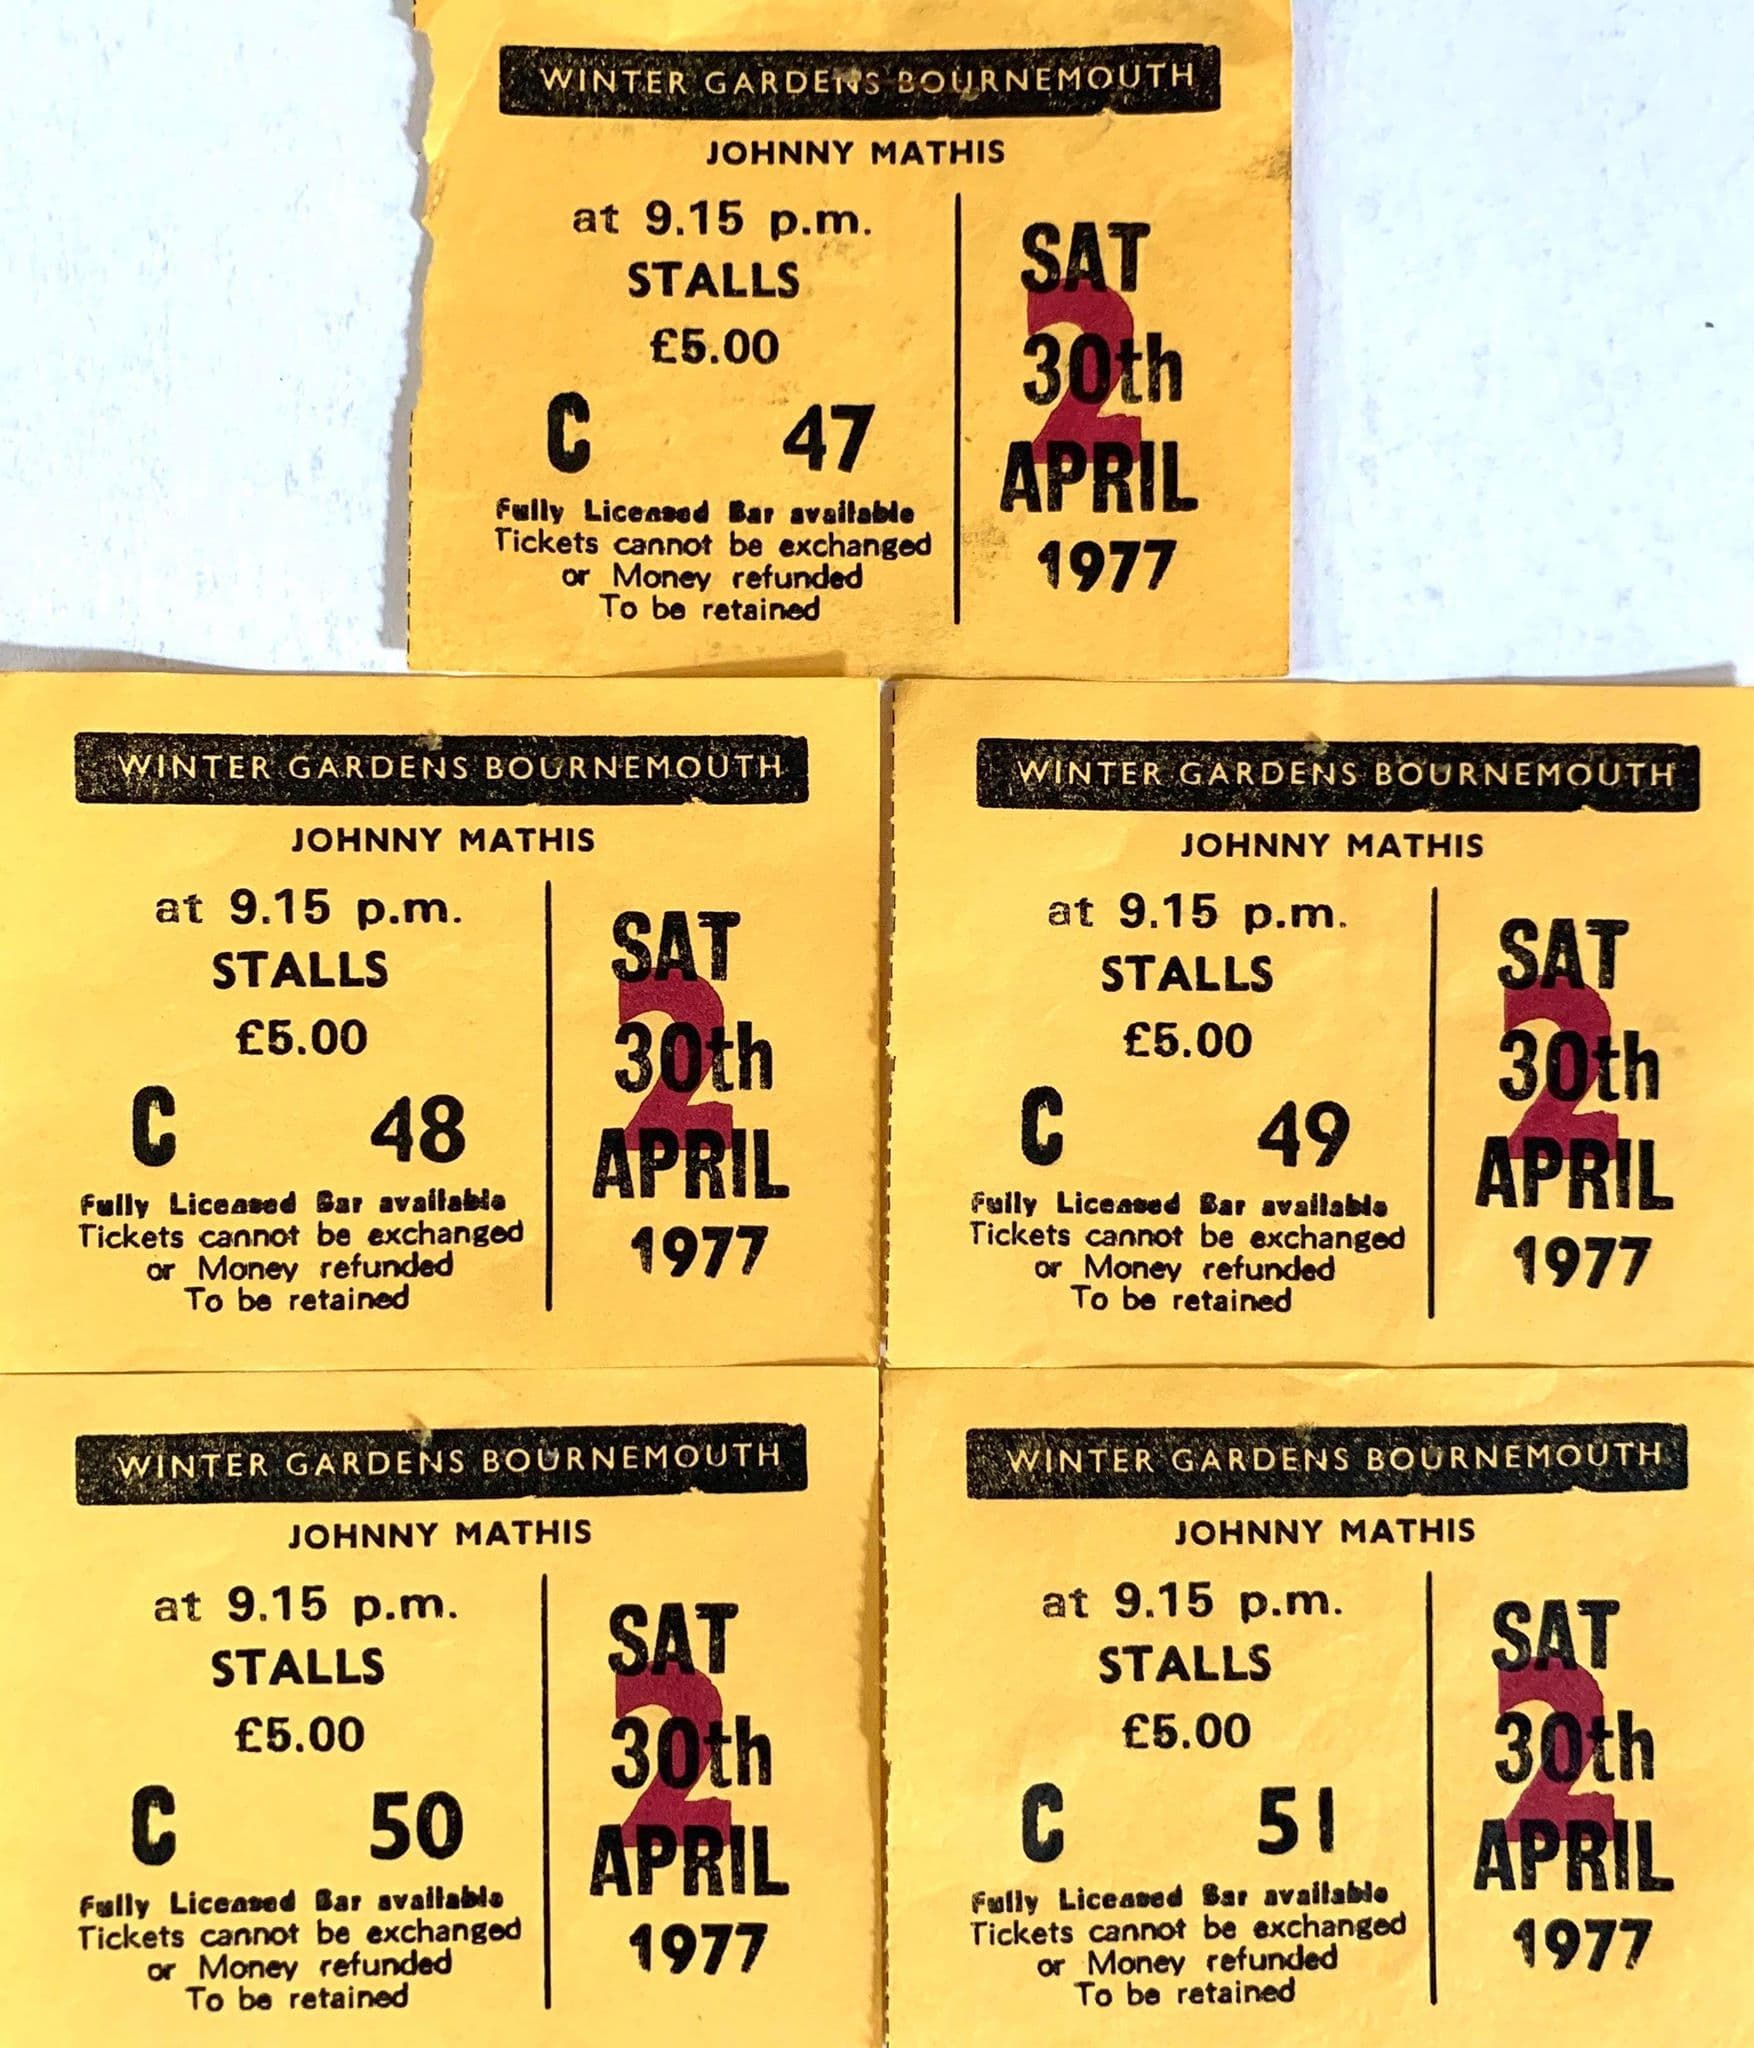 WINTER GARDENS BOURNEMOUTH
JOHNNY MATHIS
at 9.15 p.m.
STALLS
£5.00
C 47
Fully Licensed Bar available
Tickets cannot be exchanged
or Money refunded
To be retained
SAT
2
30th
APRIL
1977
WINTER GARDENS BOURNEMOUTH
JOHNNY MATHIS
at 9.15 p.m.
STALLS
£5.00
C 48
Fully Licensed Bar available
Tickets cannot be exchanged
or Money refunded
To be retained
SAT
2
30th
APRIL
1977
WINTER GARDENS BOURNEMOUTH
JOHNNY MATHIS
at 9.15 p.m.
STALLS
£5.00
C 49
Fully Licensed Bar available
Tickets cannot be exchanged
or Money refunded
To be retained
SAT
2
30th
APRIL
1977
WINTER GARDENS BOURNEMOUTH
JOHNNY MATHIS
at 9.15 p.m.
STALLS
£5.00
C 50
Fully Licensed Bar available
Tickets cannot be exchanged
or Money refunded
To be retained
SAT
2
30th
APRIL
1977
WINTER GARDENS BOURNEMOUTH
JOHNNY MATHIS
at 9.15 p.m.
STALLS
£5.00
C 51
Fully Licensed Bar available
Tickets cannot be exchanged
or Money refunded
To be retained
SAT
2
30th
APRIL
1977